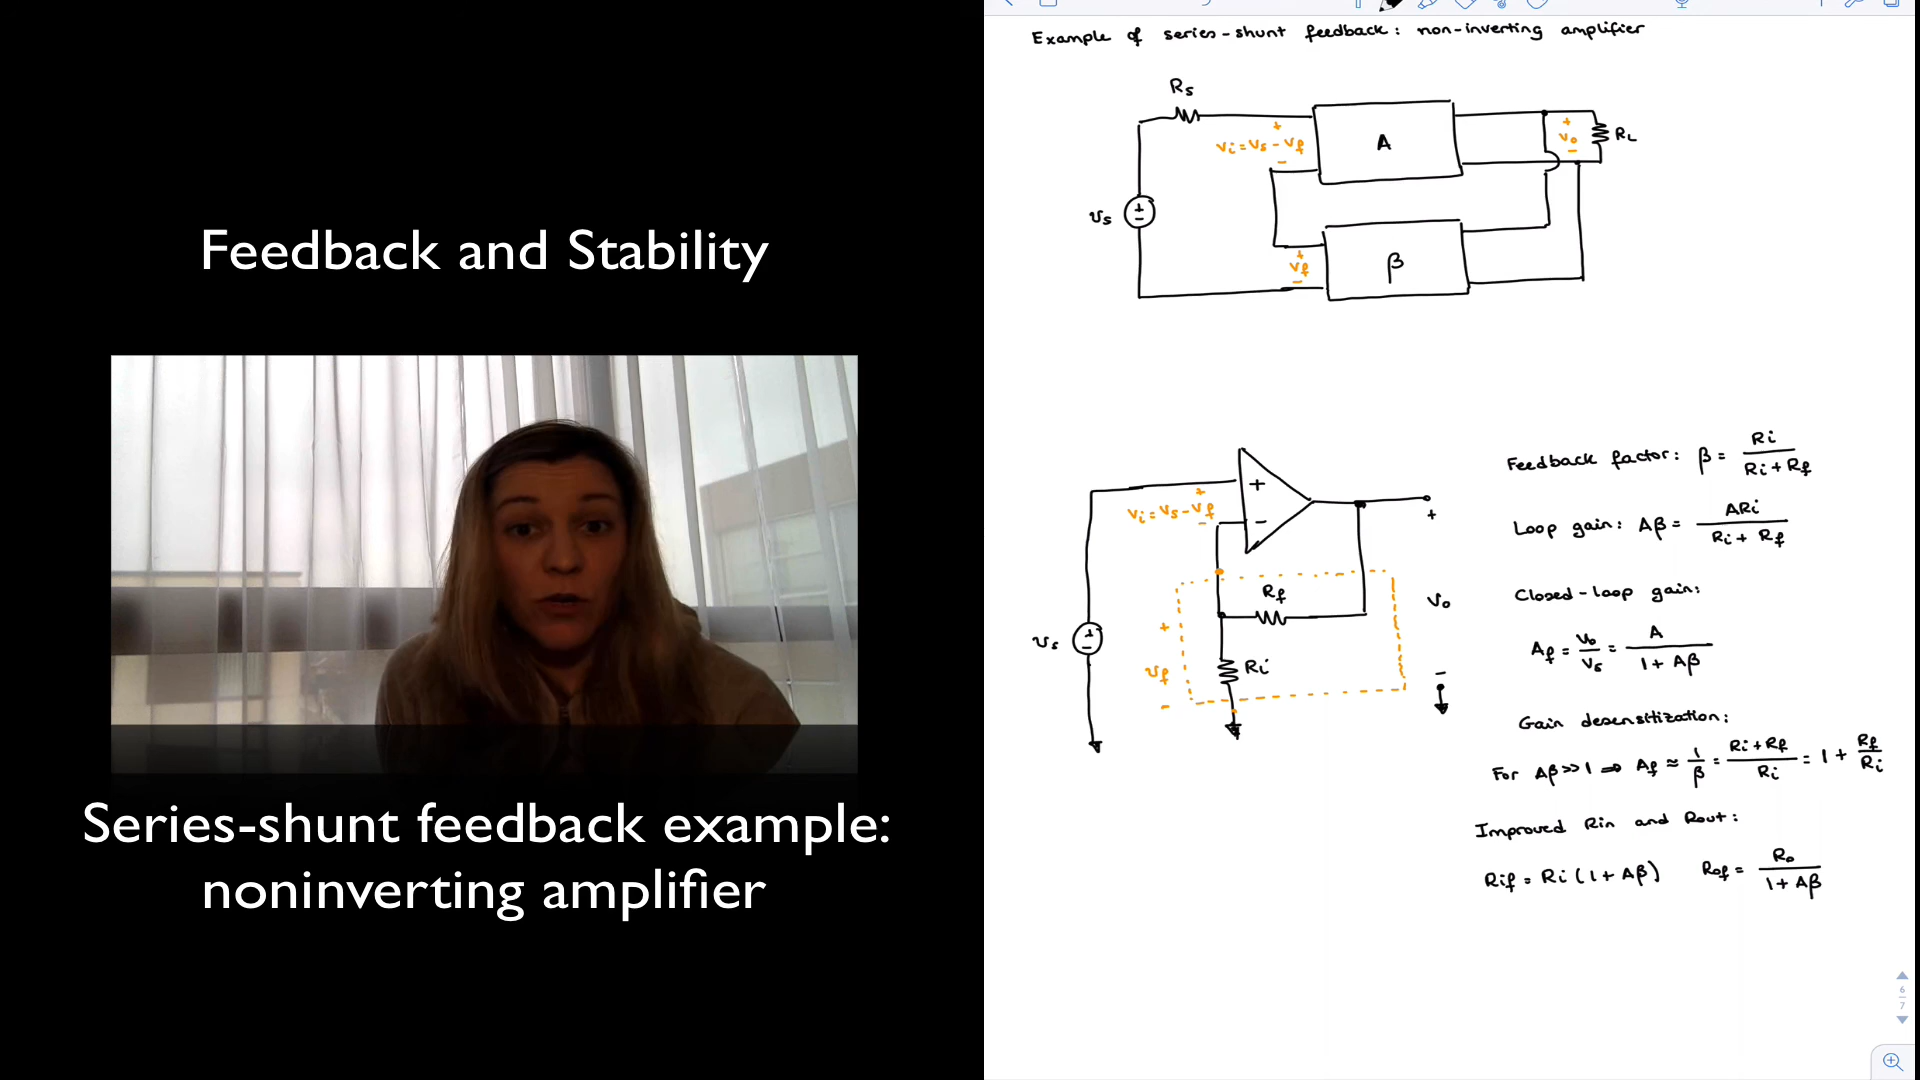 Feedback and Stability
Series-shunt feedback example:
noninverting amplifier
Example of series-shunt feedback: non-inverting amplifier
Rs
+
Vi = Vs - Vf
-
A
+
Vo
-
RL
Vs
+
-
+
Vf
-
β
+
Vi = Vs - Vf
-
+
-
+
Rf
Vo
+
Vs
+
-
Vf
Ri
-
-
Feedback factor: β = Ri / (Ri + Rf)
Loop gain: Aβ = ARi / (Ri + Rf)
Closed-loop gain:
Af = Vo / Vs = A / (1 + Aβ)
Gain desensitization:
For Aβ >> 1 ⇒ Af ≈ 1/β = (Ri + Rf) / Ri = 1 + Rf / Ri
Improved Rin and Rout:
Rif = Ri (1 + Aβ) Rof = Ro / (1 + Aβ)
6
7